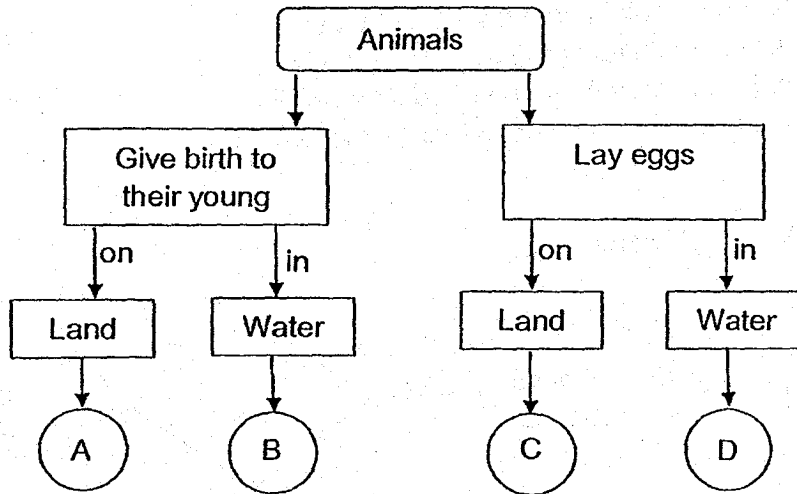 Animals
Give birth to
their young
Lay eggs
on
in
on
in
Land
Water
Land
Water
A
B
C
D